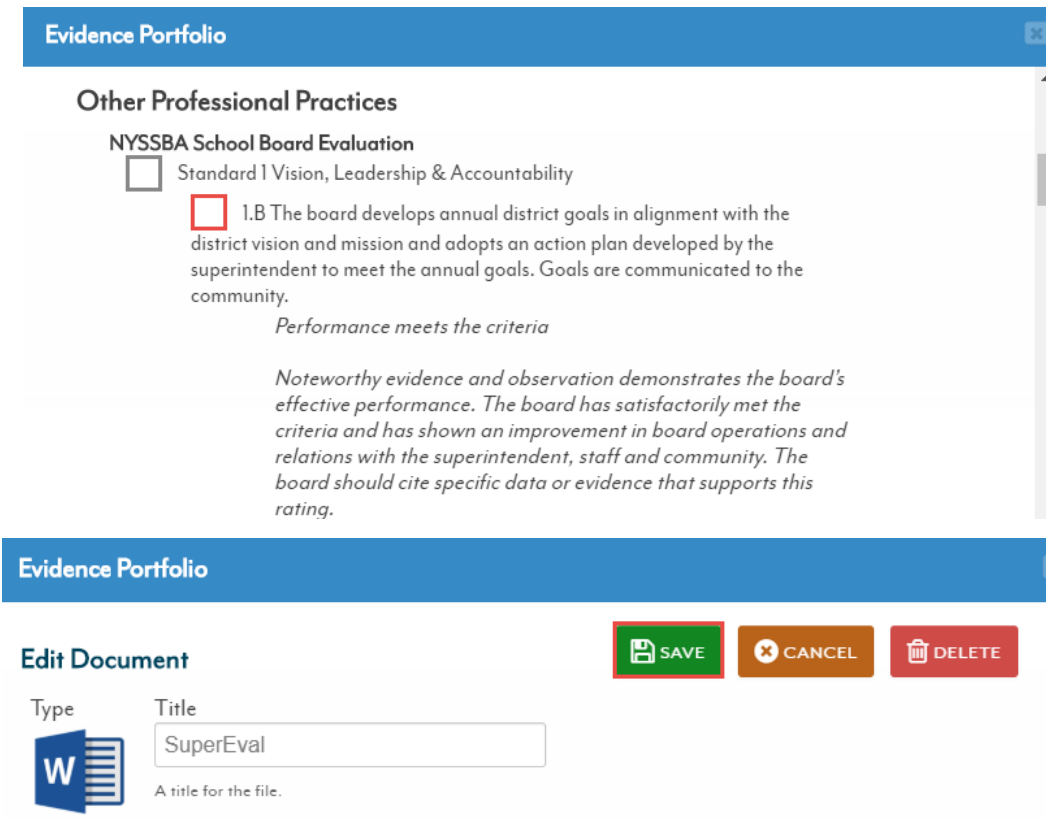 Evidence Portfolio
Other Professional Practices
NYSSBA School Board Evaluation
Standard 1 Vision, Leadership & Accountability
1.B The board develops annual district goals in alignment with the
district vision and mission and adopts an action plan developed by the
superintendent to meet the annual goals. Goals are communicated to the
community.
Performance meets the criteria
Noteworthy evidence and observation demonstrates the board's
effective performance. The board has satisfactorily met the
criteria and has shown an improvement in board operations and
relations with the superintendent, staff and community. The
board should cite specific data or evidence that supports this
rating.
Evidence Portfolio
Edit Document
SAVE
CANCEL
DELETE
Type
Title
W
SuperEval
A title for the file.